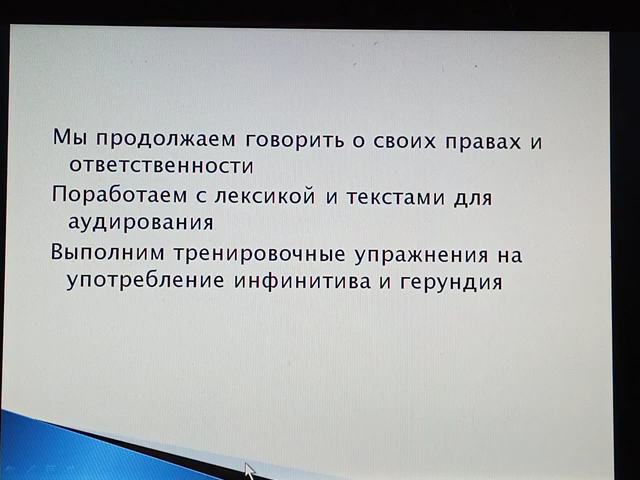 Мы продолжаем говорить о своих правах и
ответственности
Поработаем с лексикой и текстами для
аудирования
Выполним тренировочные упражнения на
употребление инфинитива и герундия